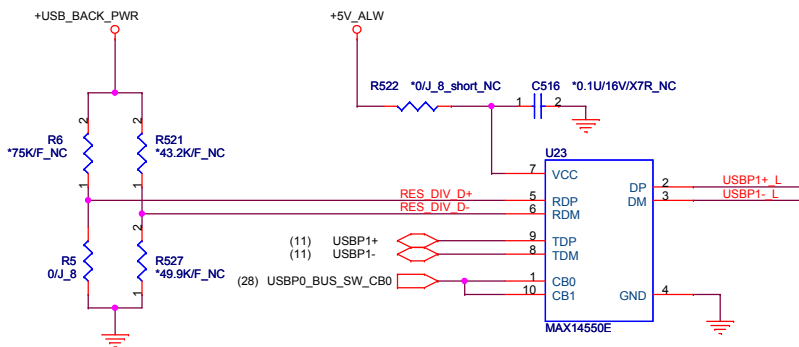 +USB_BACK_PWR
+5V_ALW
R522 *0/J_8_short_NC
C516 *0.1U/16V/X7R_NC
1 2
2 2
R6
*75K/F_NC
R521
*43.2K/F_NC
1 1
U23
7 VCC
RES_DIV_D+ 5 RDP
RES_DIV_D- 6 RDM
DP 2 USBP1+_L
DM 3 USBP1-_L
2
R5
0/J_8
R527
*49.9K/F_NC
1
(11) USBP1+ 9 TDP
(11) USBP1- 8 TDM
(28) USBP0_BUS_SW_CB0 1 CB0
10 CB1
GND 4
MAX14550E